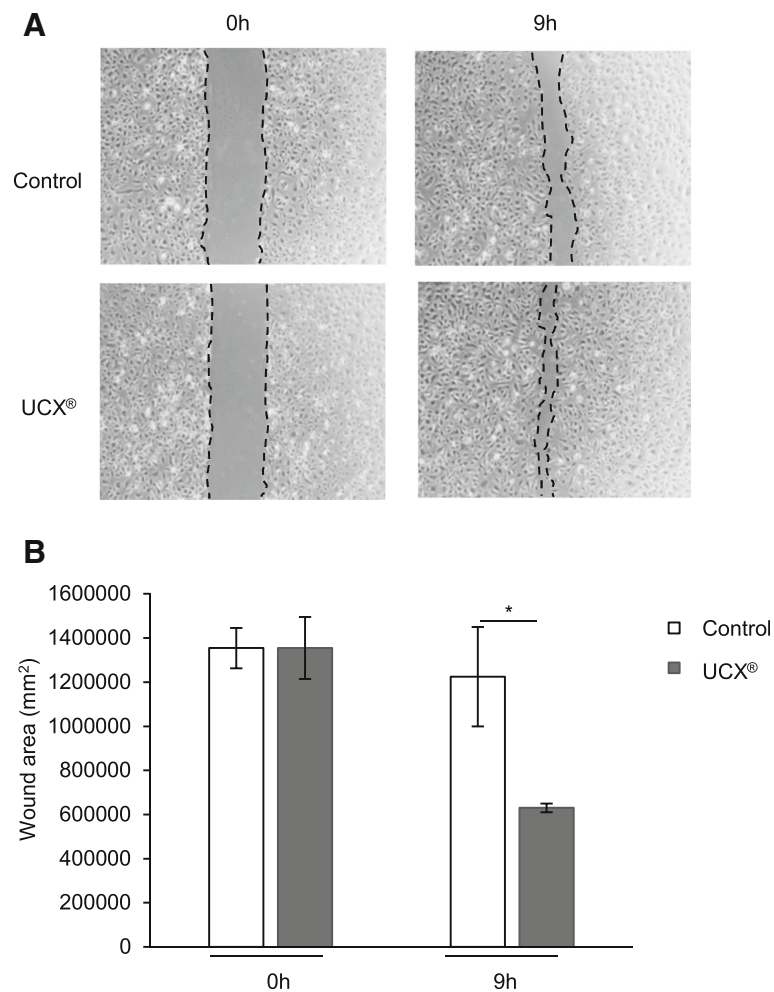 A
0h 9h
Control
UCX®
B
1600000
1400000
1200000
1000000
800000
600000
400000
200000
0
Wound area (mm²)
*
Control
UCX®
0h 9h